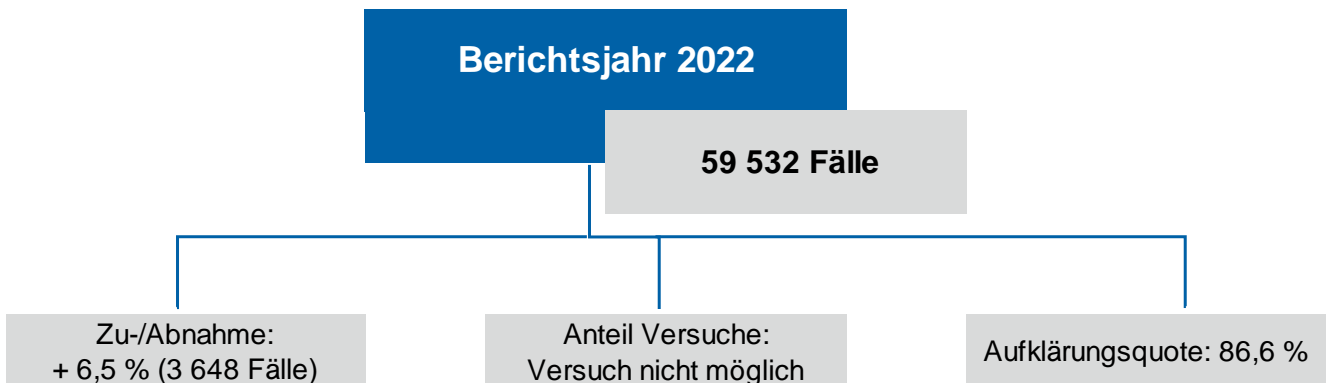 Berichtsjahr 2022
59 532 Fälle
Zu-/Abnahme:
+ 6,5 % (3 648 Fälle)
Anteil Versuche:
Versuch nicht möglich
Aufklärungsquote: 86,6 %